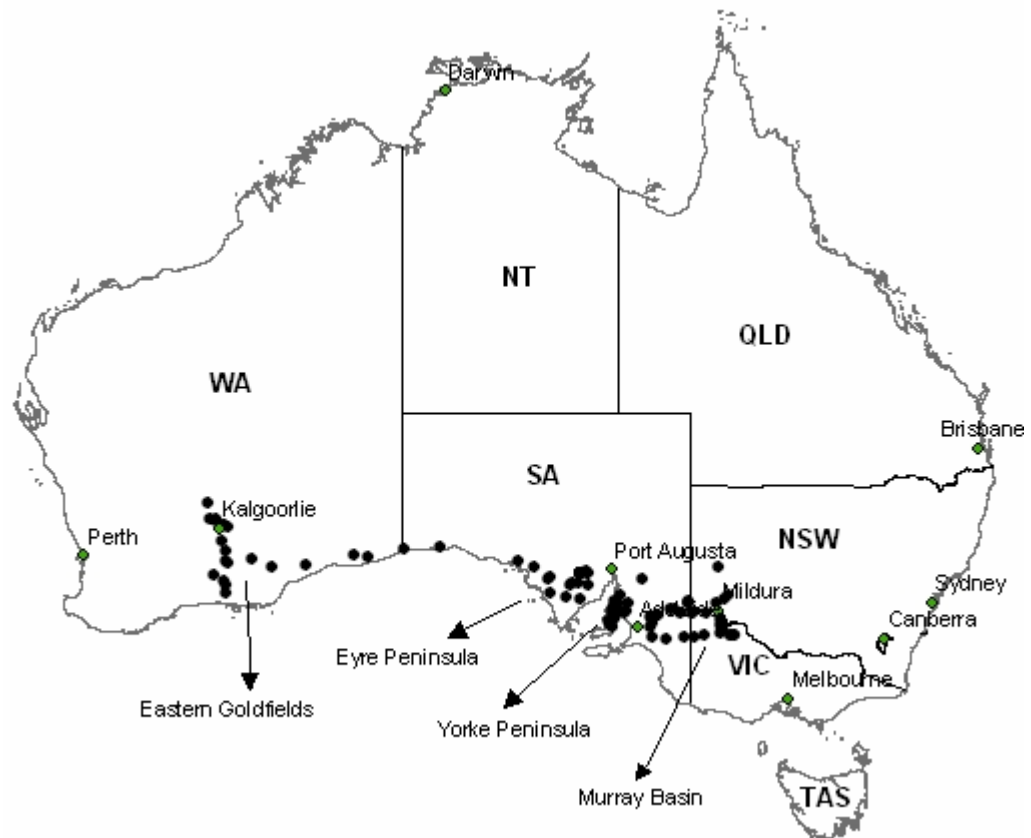 Darwin
NT
QLD
WA
Brisbane
SA
Kalgoorlie
Perth
Port Augusta
NSW
Mildura
Sydney
Adelaide
Canberra
Eyre Peninsula
VIC
Melbourne
Eastern Goldfields
Yorke Peninsula
Murray Basin
TAS